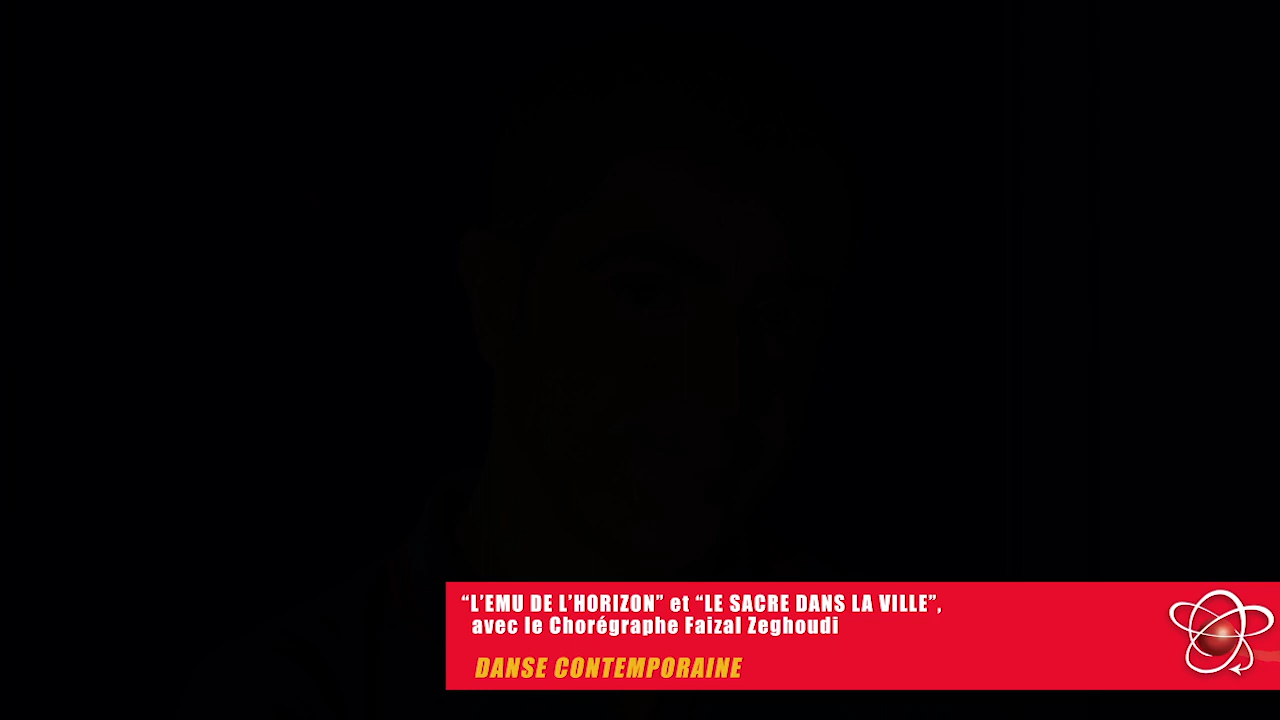 “L’EMU DE L’HORIZON” et “LE SACRE DANS LA VILLE”,
avec le Chorégraphe Faizal Zeghoudi
DANSE CONTEMPORAINE